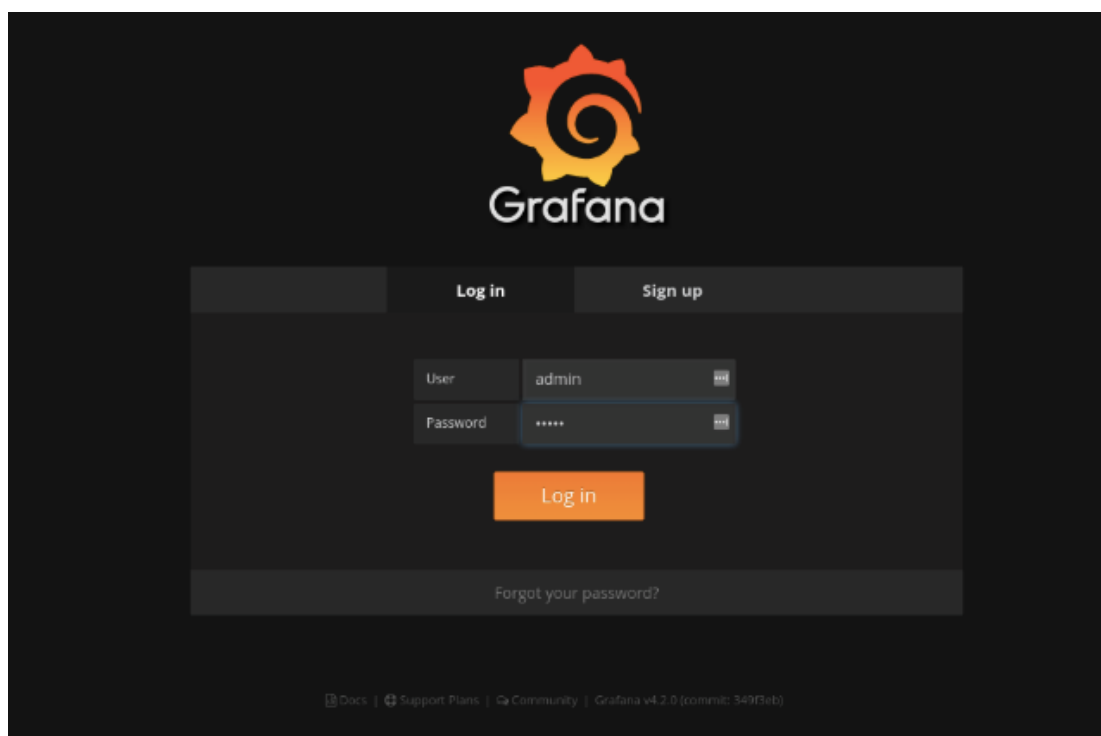 Grafana
Log in Sign up
User admin
Password •••••
Log in
Forgot your password?
Docs | Support Plans | Community | Grafana v4.2.0 (commit: 349f3eb)